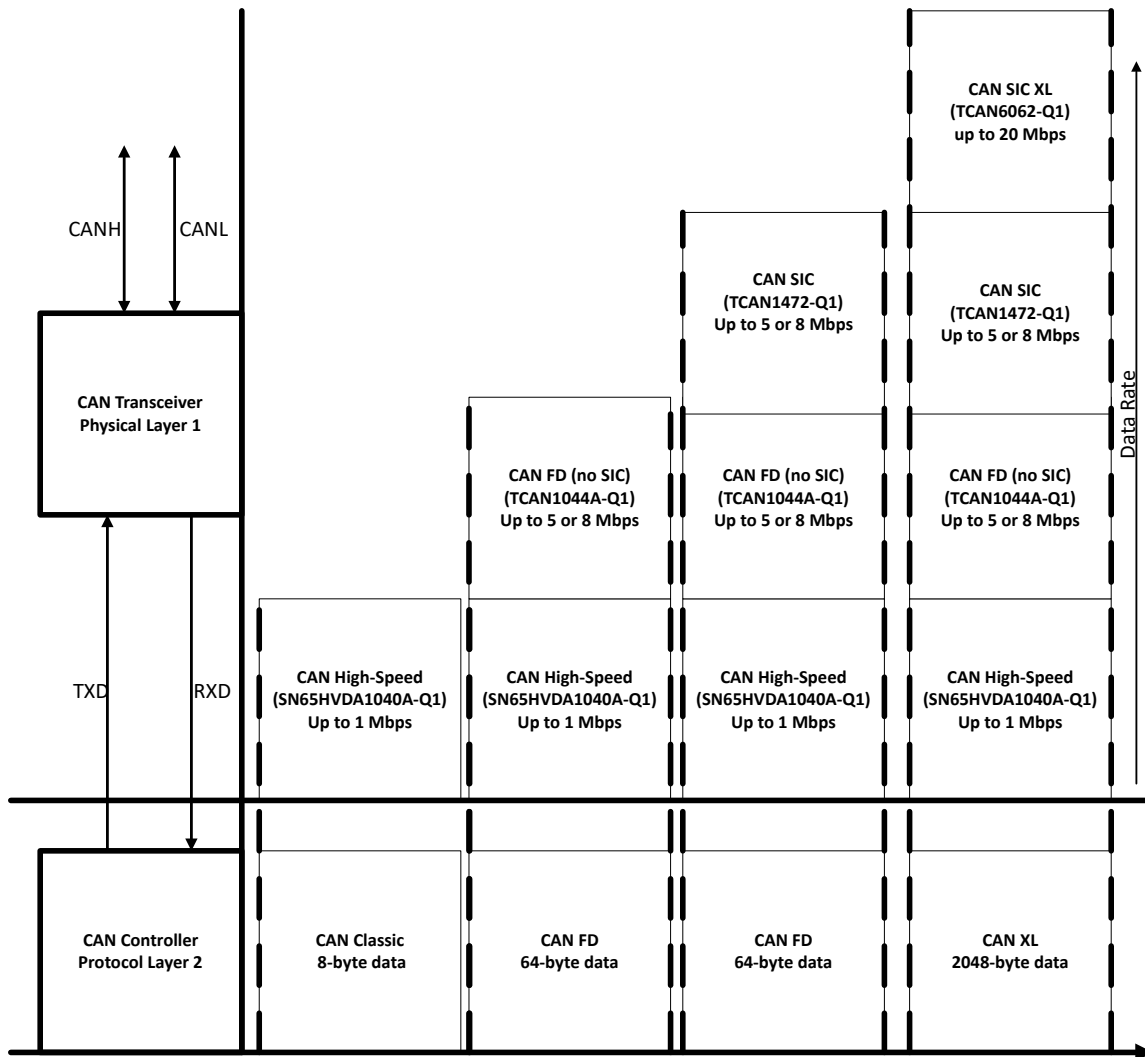 CAN SIC XL
(TCAN6062-Q1)
up to 20 Mbps
CANH
CANL
CAN SIC
(TCAN1472-Q1)
Up to 5 or 8 Mbps
CAN SIC
(TCAN1472-Q1)
Up to 5 or 8 Mbps
Data Rate
CAN Transceiver
Physical Layer 1
CAN FD (no SIC)
(TCAN1044A-Q1)
Up to 5 or 8 Mbps
CAN FD (no SIC)
(TCAN1044A-Q1)
Up to 5 or 8 Mbps
CAN FD (no SIC)
(TCAN1044A-Q1)
Up to 5 or 8 Mbps
TXD
RXD
CAN High-Speed
(SN65HVDA1040A-Q1)
Up to 1 Mbps
CAN High-Speed
(SN65HVDA1040A-Q1)
Up to 1 Mbps
CAN High-Speed
(SN65HVDA1040A-Q1)
Up to 1 Mbps
CAN High-Speed
(SN65HVDA1040A-Q1)
Up to 1 Mbps
CAN Controller
Protocol Layer 2
CAN Classic
8-byte data
CAN FD
64-byte data
CAN FD
64-byte data
CAN XL
2048-byte data